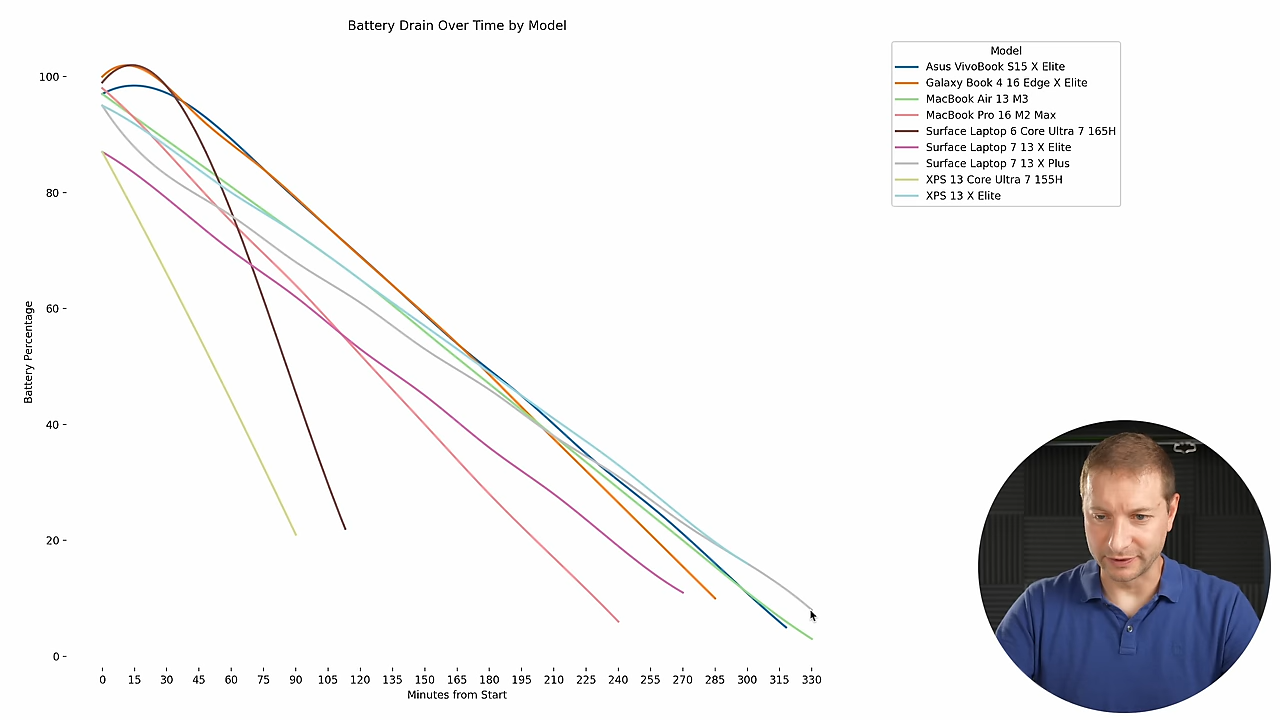 Battery Drain Over Time by Model
Model
Asus VivoBook S15 X Elite
Galaxy Book 4 16 Edge X Elite
MacBook Air 13 M3
MacBook Pro 16 M2 Max
Surface Laptop 6 Core Ultra 7 165H
Surface Laptop 7 13 X Elite
Surface Laptop 7 13 X Plus
XPS 13 Core Ultra 7 155H
XPS 13 X Elite
Battery Percentage
100
80
60
40
20
0
0 15 30 45 60 75 90 105 120 135 150 165 180 195 210 225 240 255 270 285 300 315 330
Minutes from Start